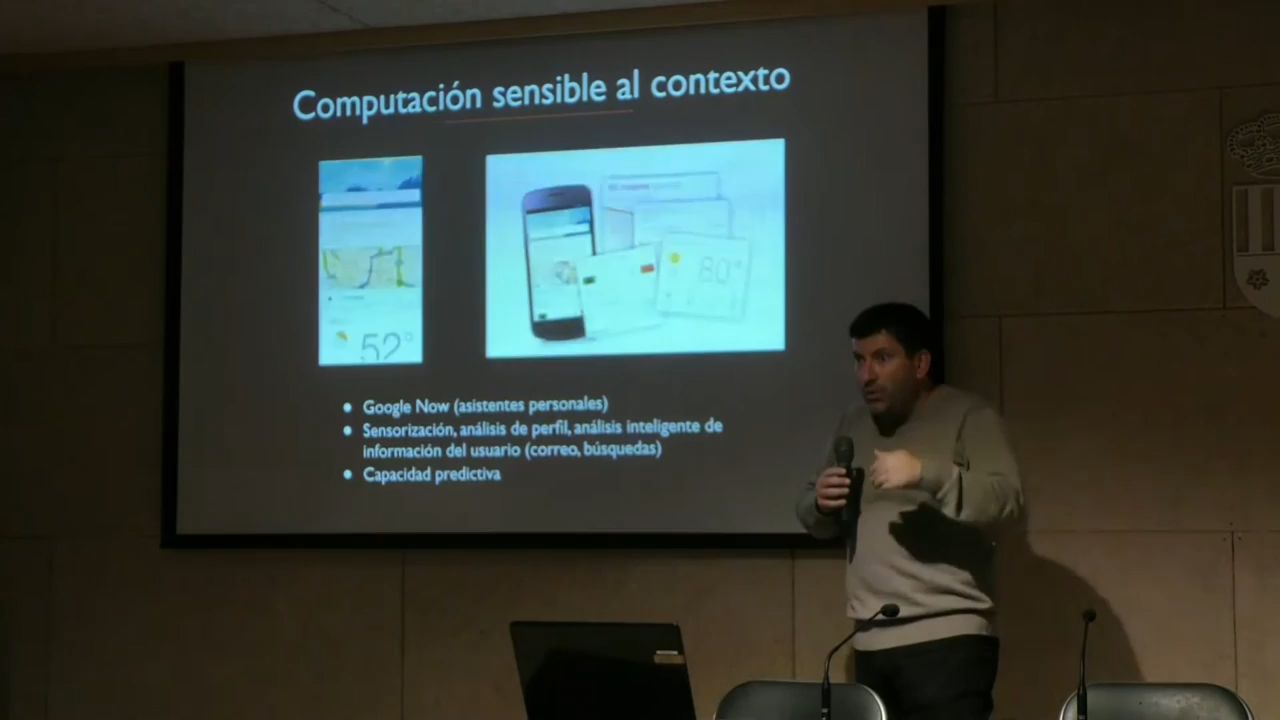 Computación sensible al contexto
52°
80°
• Google Now (asistentes personales)
• Sensorización, análisis de perfil, análisis inteligente de
información del usuario (correo, búsquedas)
• Capacidad predictiva